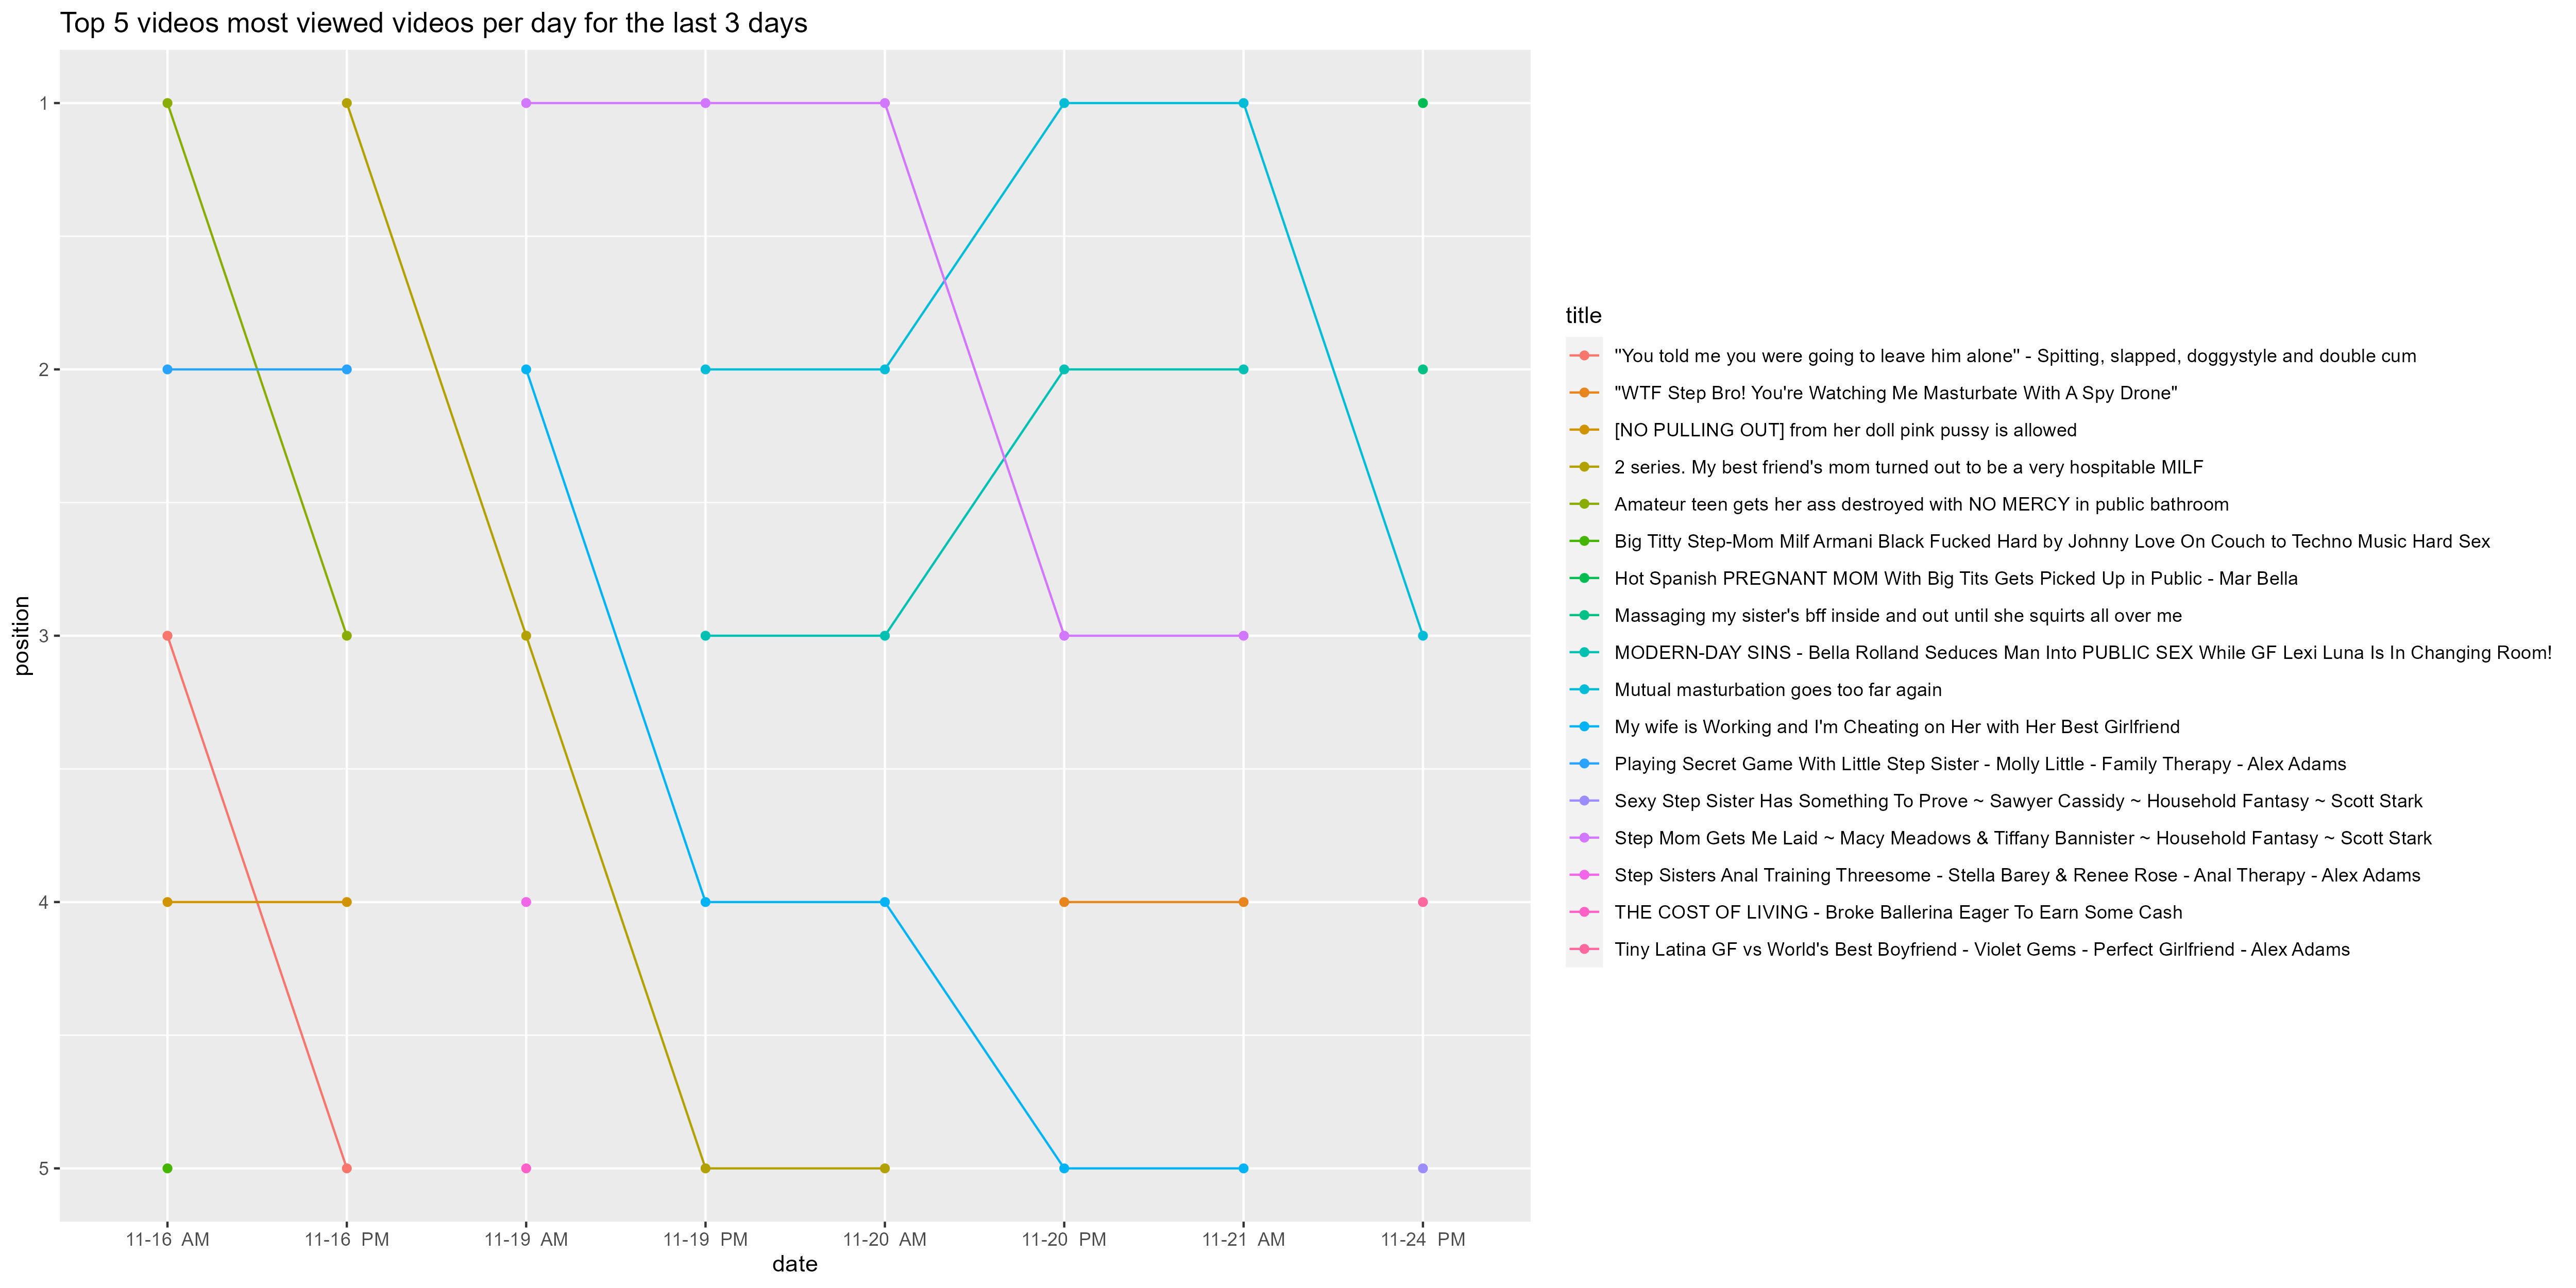 Top 5 videos most viewed videos per day for the last 3 days
position
1
2
3
4
5
11-16 AM
11-16 PM
11-19 AM
11-19 PM
11-20 AM
11-20 PM
11-21 AM
11-24 PM
date
title
"You told me you were going to leave him alone" - Spitting, slapped, doggystyle and double cum
"WTF Step Bro! You're Watching Me Masturbate With A Spy Drone"
[NO PULLING OUT] from her doll pink pussy is allowed
2 series. My best friend's mom turned out to be a very hospitable MILF
Amateur teen gets her ass destroyed with NO MERCY in public bathroom
Big Titty Step-Mom Milf Armani Black Fucked Hard by Johnny Love On Couch to Techno Music Hard Sex
Hot Spanish PREGNANT MOM With Big Tits Gets Picked Up in Public - Mar Bella
Massaging my sister's bff inside and out until she squirts all over me
MODERN-DAY SINS - Bella Rolland Seduces Man Into PUBLIC SEX While GF Lexi Luna Is In Changing Room!
Mutual masturbation goes too far again
My wife is Working and I'm Cheating on Her with Her Best Girlfriend
Playing Secret Game With Little Step Sister - Molly Little - Family Therapy - Alex Adams
Sexy Step Sister Has Something To Prove ~ Sawyer Cassidy ~ Household Fantasy ~ Scott Stark
Step Mom Gets Me Laid ~ Macy Meadows & Tiffany Bannister ~ Household Fantasy ~ Scott Stark
Step Sisters Anal Training Threesome - Stella Barey & Renee Rose - Anal Therapy - Alex Adams
THE COST OF LIVING - Broke Ballerina Eager To Earn Some Cash
Tiny Latina GF vs World's Best Boyfriend - Violet Gems - Perfect Girlfriend - Alex Adams